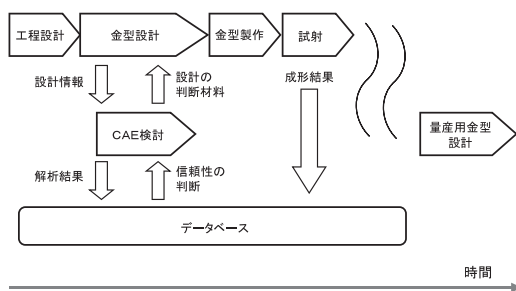 工程設計
金型設計
金型製作
試射
設計情報
設計の
判断材料
成形結果
CAE検討
量産用金型
設計
解析結果
信頼性の
判断
データベース
時間